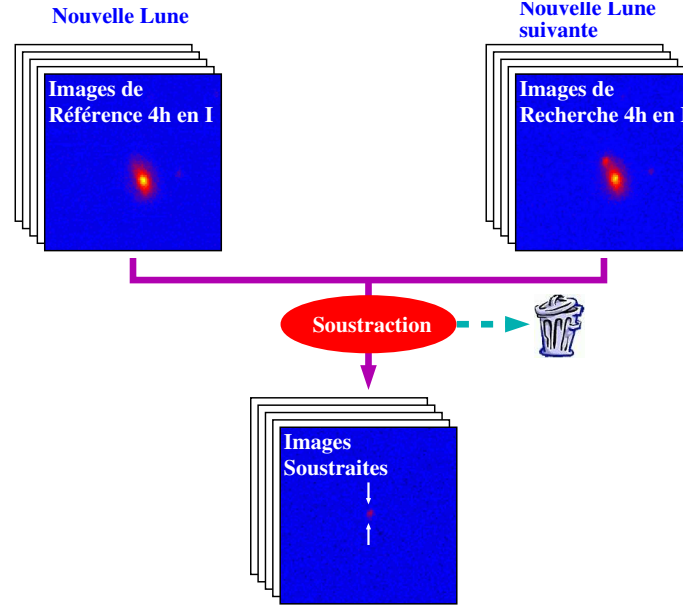 Nouvelle Lune
Nouvelle Lune
suivante
Images de
Référence 4h en I
Images de
Recherche 4h en I
Soustraction
Images
Soustraites